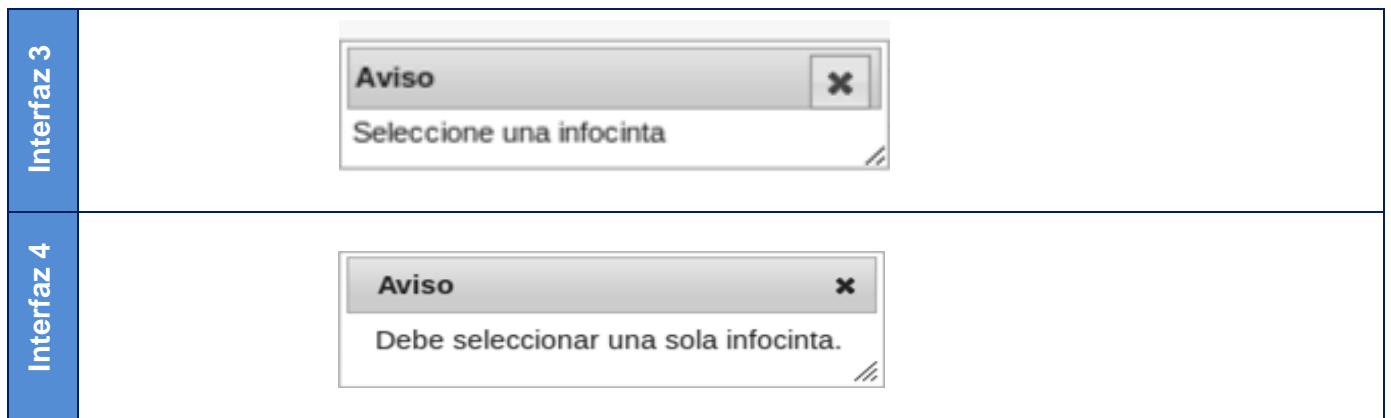 Interfaz 3
Aviso
Seleccione una infocinta
Interfaz 4
Aviso
Debe seleccionar una sola infocinta.